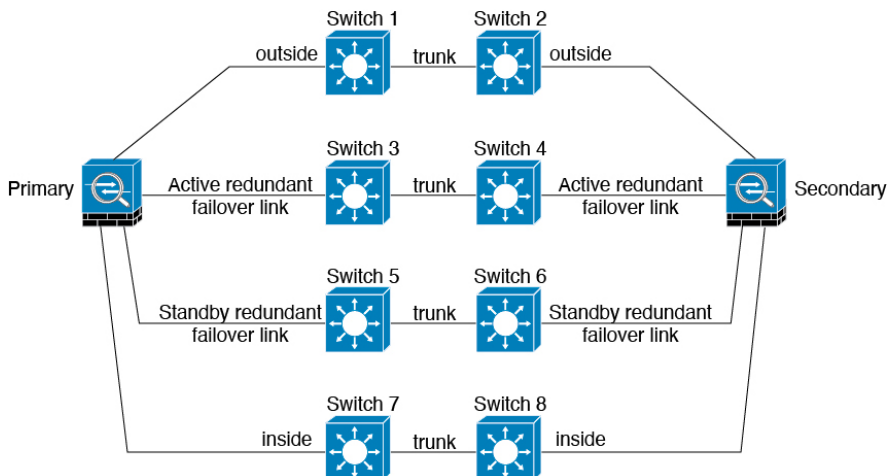 Switch 1
Switch 2
outside
trunk
outside
Switch 3
Switch 4
Primary
Active redundant
failover link
trunk
Active redundant
failover link
Secondary
Switch 5
Switch 6
Standby redundant
failover link
trunk
Standby redundant
failover link
Switch 7
Switch 8
inside
trunk
inside